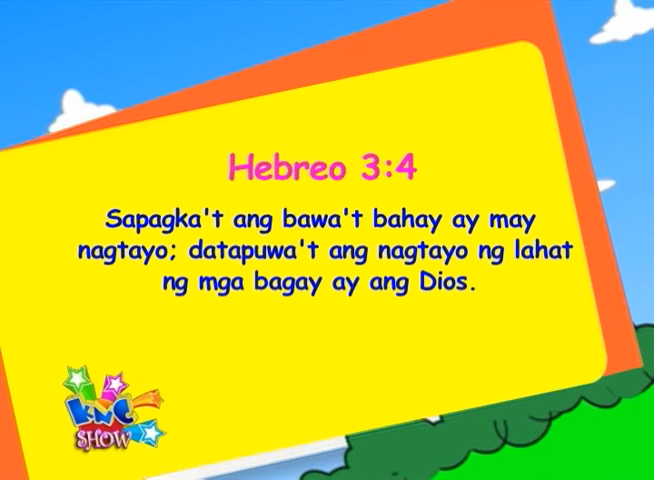 Hebreo 3:4
Sapagka't ang bawa't bahay ay may
nagtayo; datapuwa't ang nagtayo ng lahat
ng mga bagay ay ang Dios.
KNC
SHOW